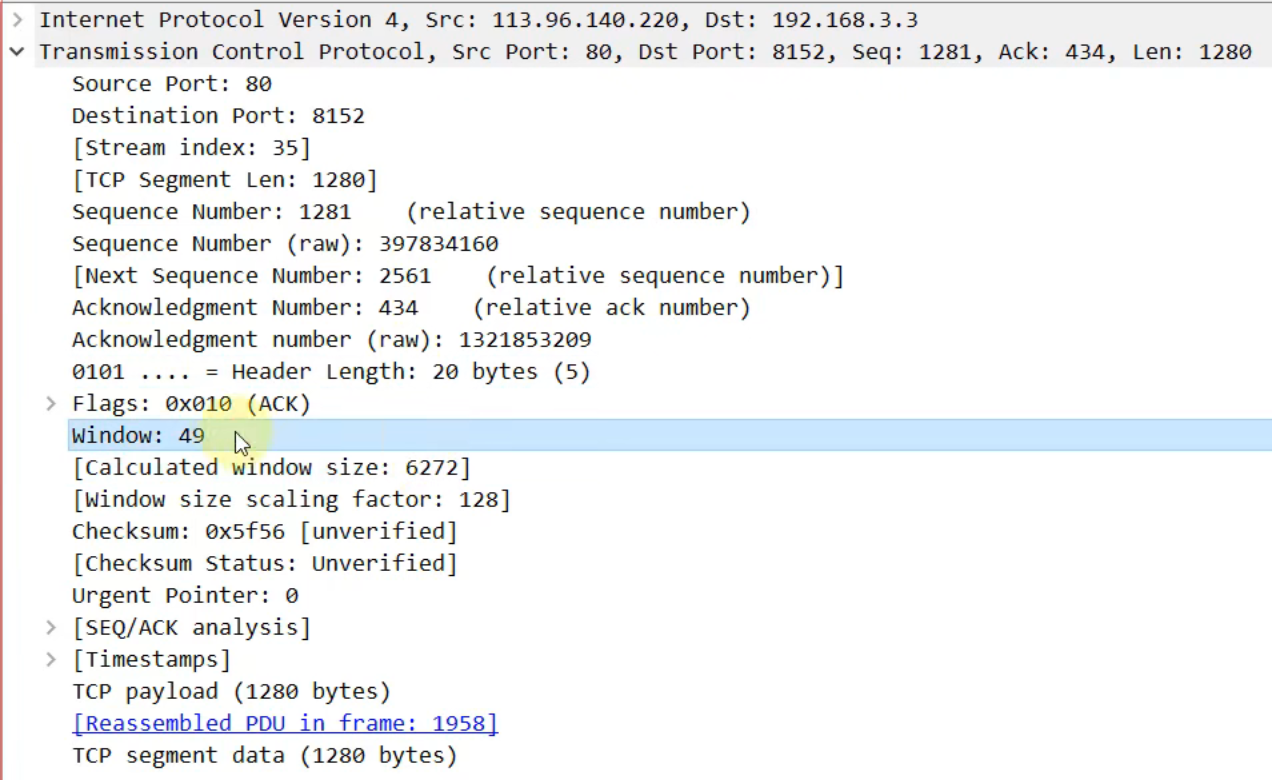 Internet Protocol Version 4, Src: 113.96.140.220, Dst: 192.168.3.3
Transmission Control Protocol, Src Port: 80, Dst Port: 8152, Seq: 1281, Ack: 434, Len: 1280
Source Port: 80
Destination Port: 8152
[Stream index: 35]
[TCP Segment Len: 1280]
Sequence Number: 1281    (relative sequence number)
Sequence Number (raw): 397834160
[Next Sequence Number: 2561    (relative sequence number)]
Acknowledgment Number: 434    (relative ack number)
Acknowledgment number (raw): 1321853209
0101 .... = Header Length: 20 bytes (5)
Flags: 0x010 (ACK)
Window: 49
[Calculated window size: 6272]
[Window size scaling factor: 128]
Checksum: 0x5f56 [unverified]
[Checksum Status: Unverified]
Urgent Pointer: 0
[SEQ/ACK analysis]
[Timestamps]
TCP payload (1280 bytes)
[Reassembled PDU in frame: 1958]
TCP segment data (1280 bytes)